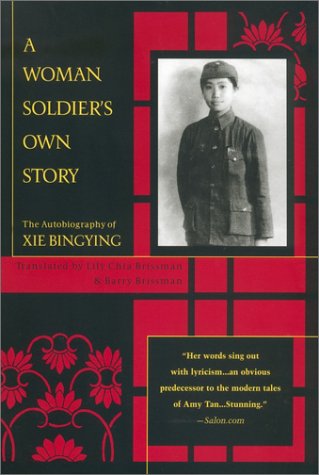 A
WOMAN
SOLDIER'S
OWN
STORY
The Autobiography of
XIE BINGYING
Translated by Lily Chia Brissman
& Barry Brissman
"Her words sing out
with lyricism...an obvious
predecessor to the modern tales
of Amy Tan...Stunning."
—Salon.com